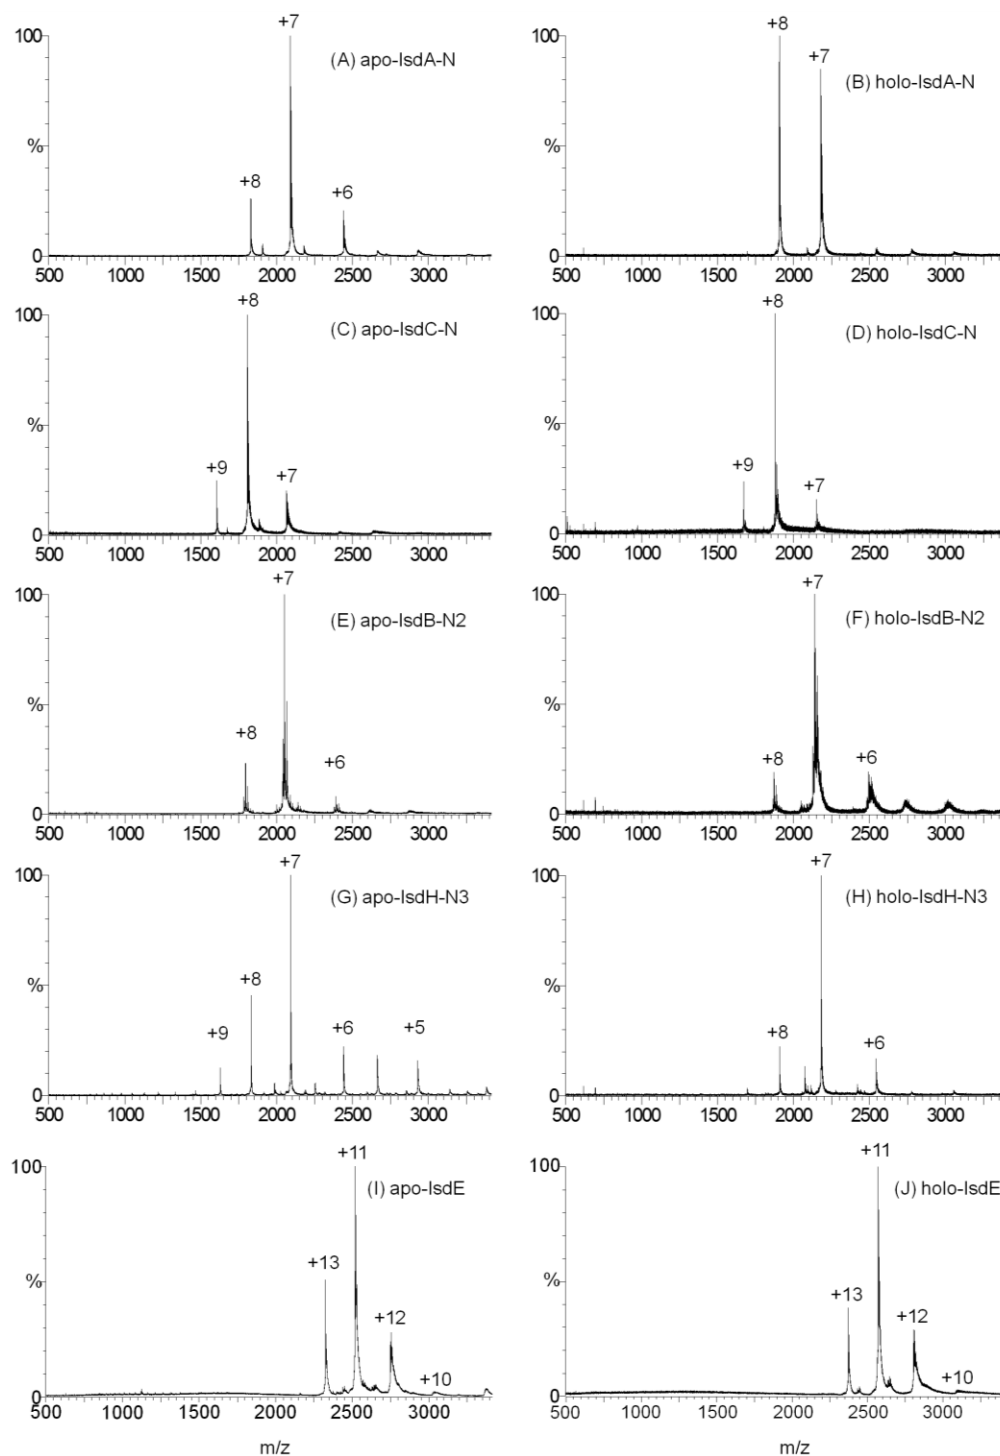 +7
100
(A) apo-IsdA-N
%
+8
+6
0
500 1000 1500 2000 2500 3000
+8
100
+7
(B) holo-IsdA-N
%
0
500 1000 1500 2000 2500 3000
+8
100
(C) apo-IsdC-N
%
+9
+7
0
500 1000 1500 2000 2500 3000
+8
100
(D) holo-IsdC-N
%
+9
+7
0
500 1000 1500 2000 2500 3000
+7
100
(E) apo-IsdB-N2
%
+8
+6
0
500 1000 1500 2000 2500 3000
+7
100
(F) holo-IsdB-N2
%
+8
+6
0
500 1000 1500 2000 2500 3000
+7
100
(G) apo-IsdH-N3
%
+8
+9
+6
+5
0
500 1000 1500 2000 2500 3000
+7
100
(H) holo-IsdH-N3
%
+8
+6
0
500 1000 1500 2000 2500 3000
+11
100
(I) apo-IsdE
%
+13
+12
+10
0
500 1000 1500 2000 2500 3000
m/z
+11
100
(J) holo-IsdE
%
+13
+12
+10
0
500 1000 1500 2000 2500 3000
m/z